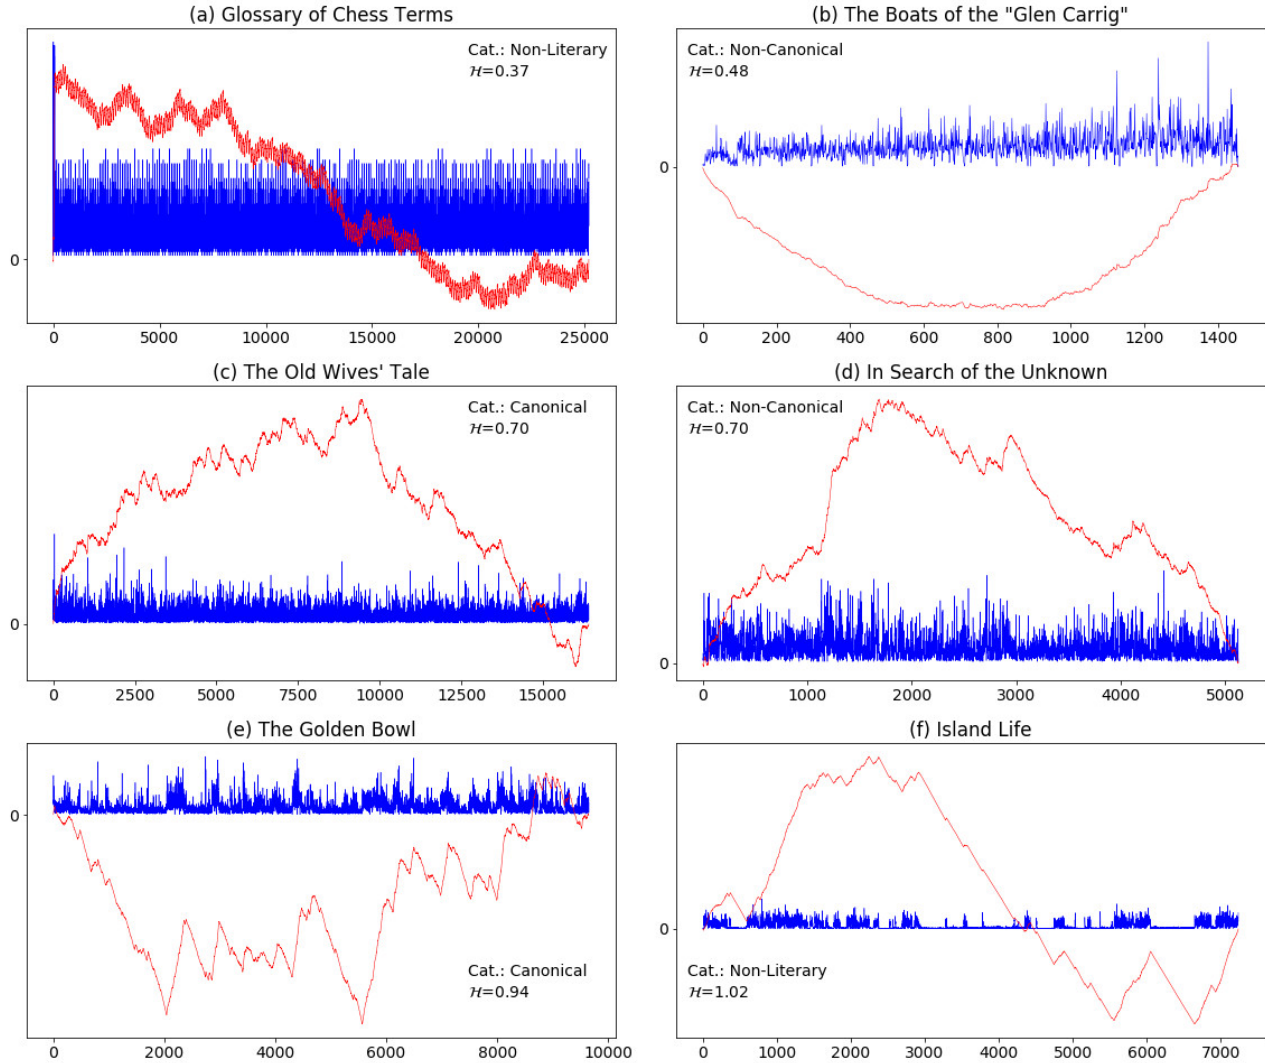 (a) Glossary of Chess Terms
Cat.: Non-Literary
ℋ=0.37
0
0 5000 10000 15000 20000 25000
(b) The Boats of the "Glen Carrig"
Cat.: Non-Canonical
ℋ=0.48
0
0 200 400 600 800 1000 1200 1400
(c) The Old Wives' Tale
Cat.: Canonical
ℋ=0.70
0
0 2500 5000 7500 10000 12500 15000
(d) In Search of the Unknown
Cat.: Non-Canonical
ℋ=0.70
0
0 1000 2000 3000 4000 5000
(e) The Golden Bowl
0
Cat.: Canonical
ℋ=0.94
0 2000 4000 6000 8000 10000
(f) Island Life
0
Cat.: Non-Literary
ℋ=1.02
0 1000 2000 3000 4000 5000 6000 7000